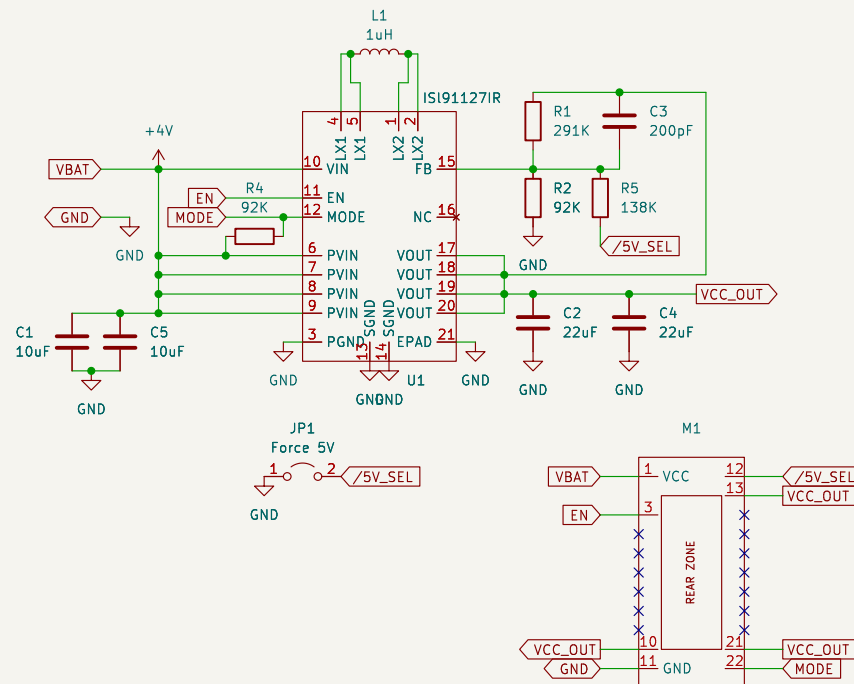 L1
1uH
ISl91127IR
4
5
1
2
LX1
LX1
LX2
LX2
R1
291K
C3
200pF
+4V
VBAT
10
VIN
FB
15
EN
R4
11
EN
R2
92K
R5
138K
MODE
92K
12
MODE
NC
16
GND
GND
GND
/5V_SEL
6
PVIN
VOUT
17
7
PVIN
VOUT
18
8
PVIN
VOUT
19
VCC_OUT
9
PVIN
VOUT
20
C1
10uF
C5
10uF
C2
22uF
C4
22uF
SGND
SGND
3
PGND
EPAD
21
13
14
GND
GND
GND
GND
U1
GND
GND
GND
GND
JP1
Force 5V
1
2
/5V_SEL
GND
M1
VBAT
1
VCC
12
/5V_SEL
13
VCC_OUT
EN
3
REAR ZONE
VCC_OUT
10
21
VCC_OUT
GND
11
GND
22
MODE